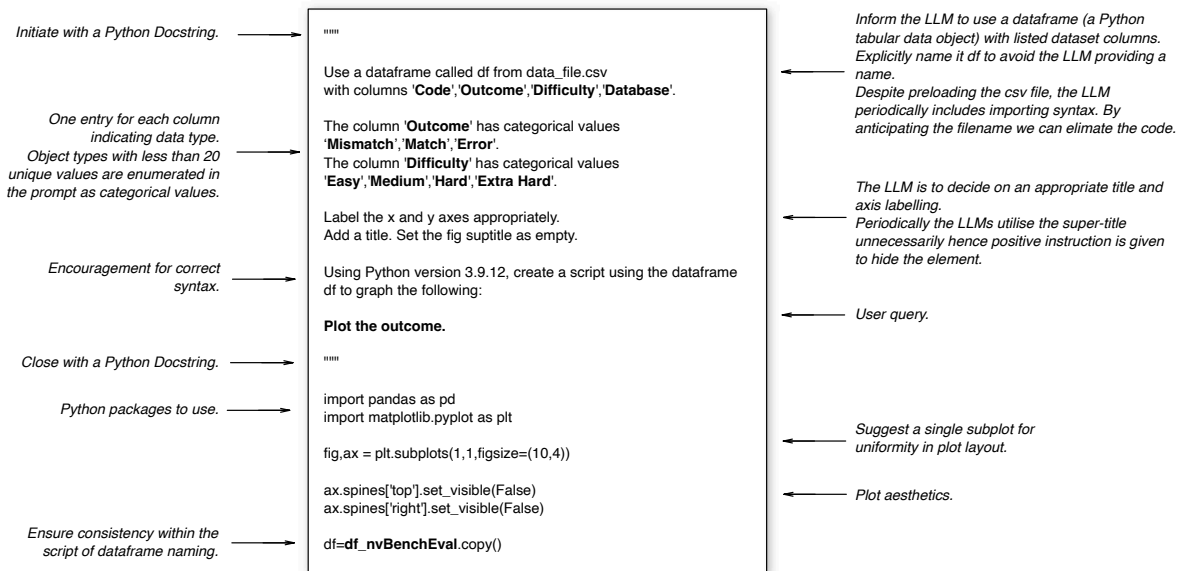 Initiate with a Python Docstring.
One entry for each column
indicating data type.
Object types with less than 20
unique values are enumerated in
the prompt as categorical values.
Encouragement for correct
syntax.
Close with a Python Docstring.
Python packages to use.
Ensure consistency within the
script of dataframe naming.
"""
Use a dataframe called df from data_file.csv
with columns 'Code','Outcome','Difficulty','Database'.
The column 'Outcome' has categorical values
‘Mismatch’,’Match’,’Error’.
The column 'Difficulty' has categorical values
'Easy','Medium','Hard','Extra Hard'.
Label the x and y axes appropriately.
Add a title. Set the fig suptitle as empty.
Using Python version 3.9.12, create a script using the dataframe
df to graph the following:
Plot the outcome.
"""
import pandas as pd
import matplotlib.pyplot as plt
fig,ax = plt.subplots(1,1,figsize=(10,4))
ax.spines['top'].set_visible(False)
ax.spines['right'].set_visible(False)
df=df_nvBenchEval.copy()
Inform the LLM to use a dataframe (a Python
tabular data object) with listed dataset columns.
Explicitly name it df to avoid the LLM providing a
name.
Despite preloading the csv file, the LLM
periodically includes importing syntax. By
anticipating the filename we can elimate the code.
The LLM is to decide on an appropriate title and
axis labelling.
Periodically the LLMs utilise the super-title
unnecessarily hence positive instruction is given
to hide the element.
User query.
Suggest a single subplot for
uniformity in plot layout.
Plot aesthetics.